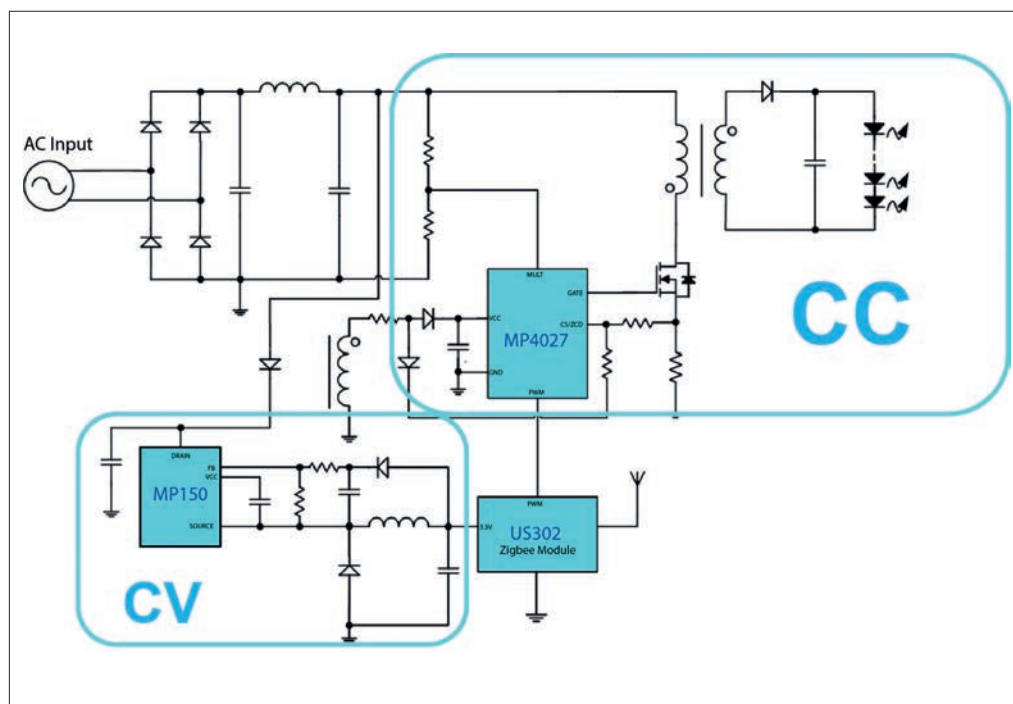 AC Input
MULT
GATE
VCC
CS/ZCD
MP4027
GND
PWM
CC
DRAIN
FB
VCC
MP150
SOURCE
PWM
US302
3.3V
Zigbee Module
CV